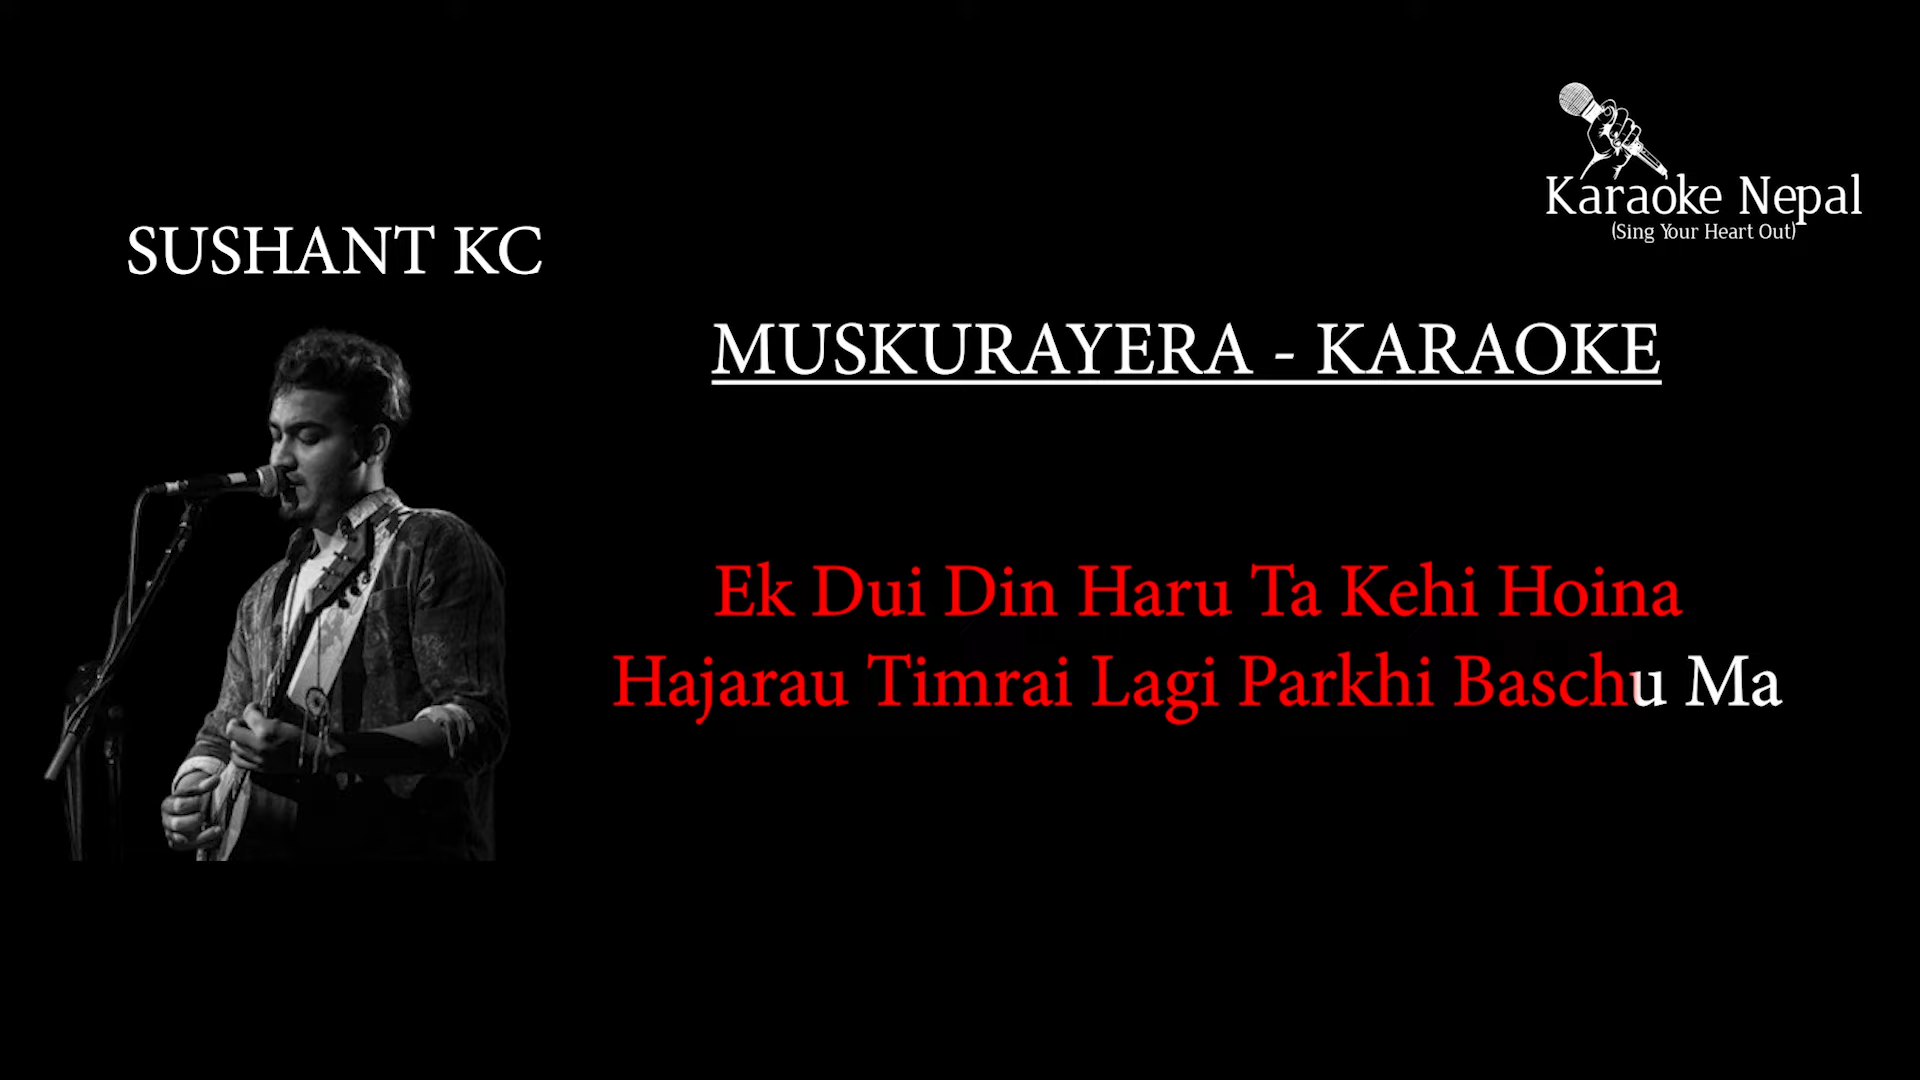 Karaoke Nepal
(Sing Your Heart Out)
SUSHANT KC
MUSKURAYERA - KARAOKE
Ek Dui Din Haru Ta Kehi Hoina
Hajarau Timrai Lagi Parkhi Baschu Ma